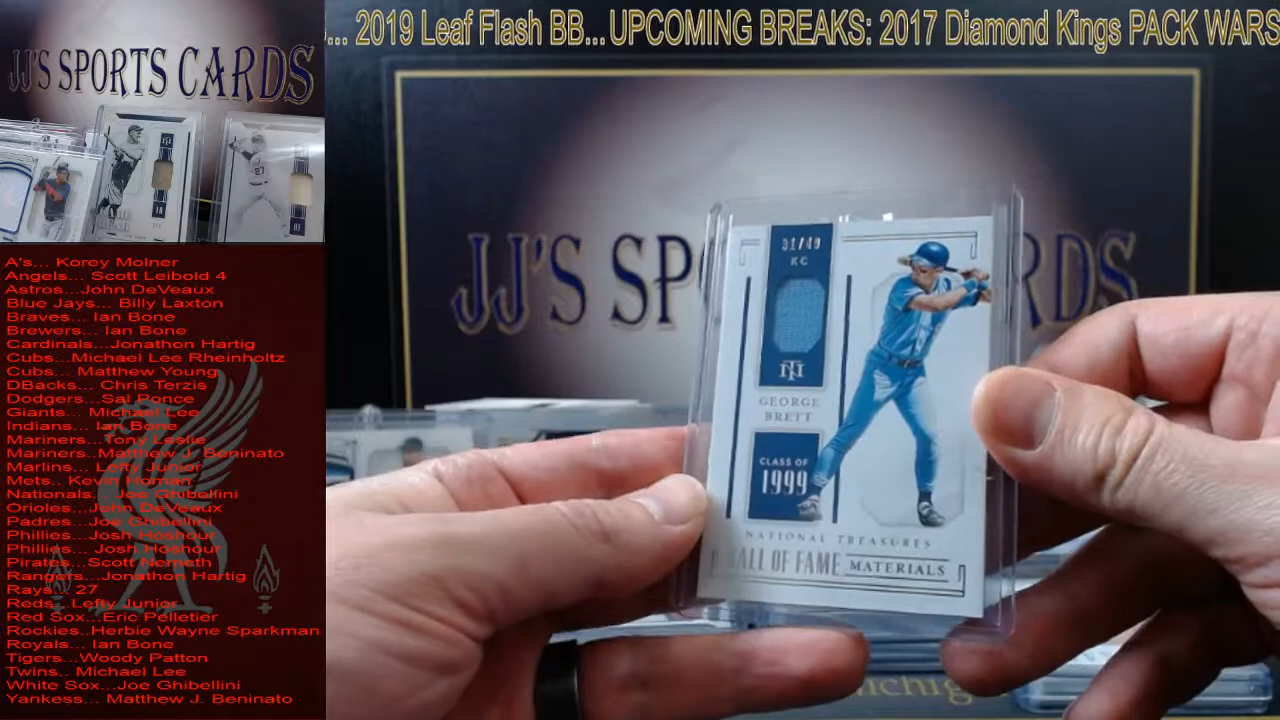 ... 2019 Leaf Flash BB... UPCOMING BREAKS: 2017 Diamond Kings PACK WARS
JJ'S SPORTS CARDS
27
A's... Korey Molner
Angels... Scott Leibold 4
Astros...John DeVeaux
Blue Jays... Billy Laxton
Braves... Ian Bone
Brewers... Ian Bone
Cardinals...Jonathon Hartig
Cubs...Michael Lee Rheinholtz
Cubs... Matthew Young
DBacks... Chris Terzis
Dodgers...Sal Ponce
Giants... Michael Lee
Indians... Ian Bone
Mariners...Tony Leslie
Mariners..Matthew J. Beninato
Marlins... Lefty Junior
Mets.. Kevin Homan
Nationals... Joe Ghibellini
Orioles...John DeVeaux
Padres... Joe Ghibellini
Phillies... Josh Hoshour
Phillies... Josh Hoshour
Pirates...Scott Nemeth
Rangers...Jonathon Hartig
Rays... 27
Reds..Lefty Junior
Red Sox...Eric Pelletier
Rockies..Herbie Wayne Sparkman
Royals... Ian Bone
Tigers...Woody Patton
Twins.. Michael Lee
White Sox...Joe Ghibellini
Yankess... Matthew J. Beninato
JJ'S SP RDS
31/49
KC
NT
GEORGE
BRETT
CLASS OF
1999
NATIONAL TREASURES
HALL OF FAME MATERIALS